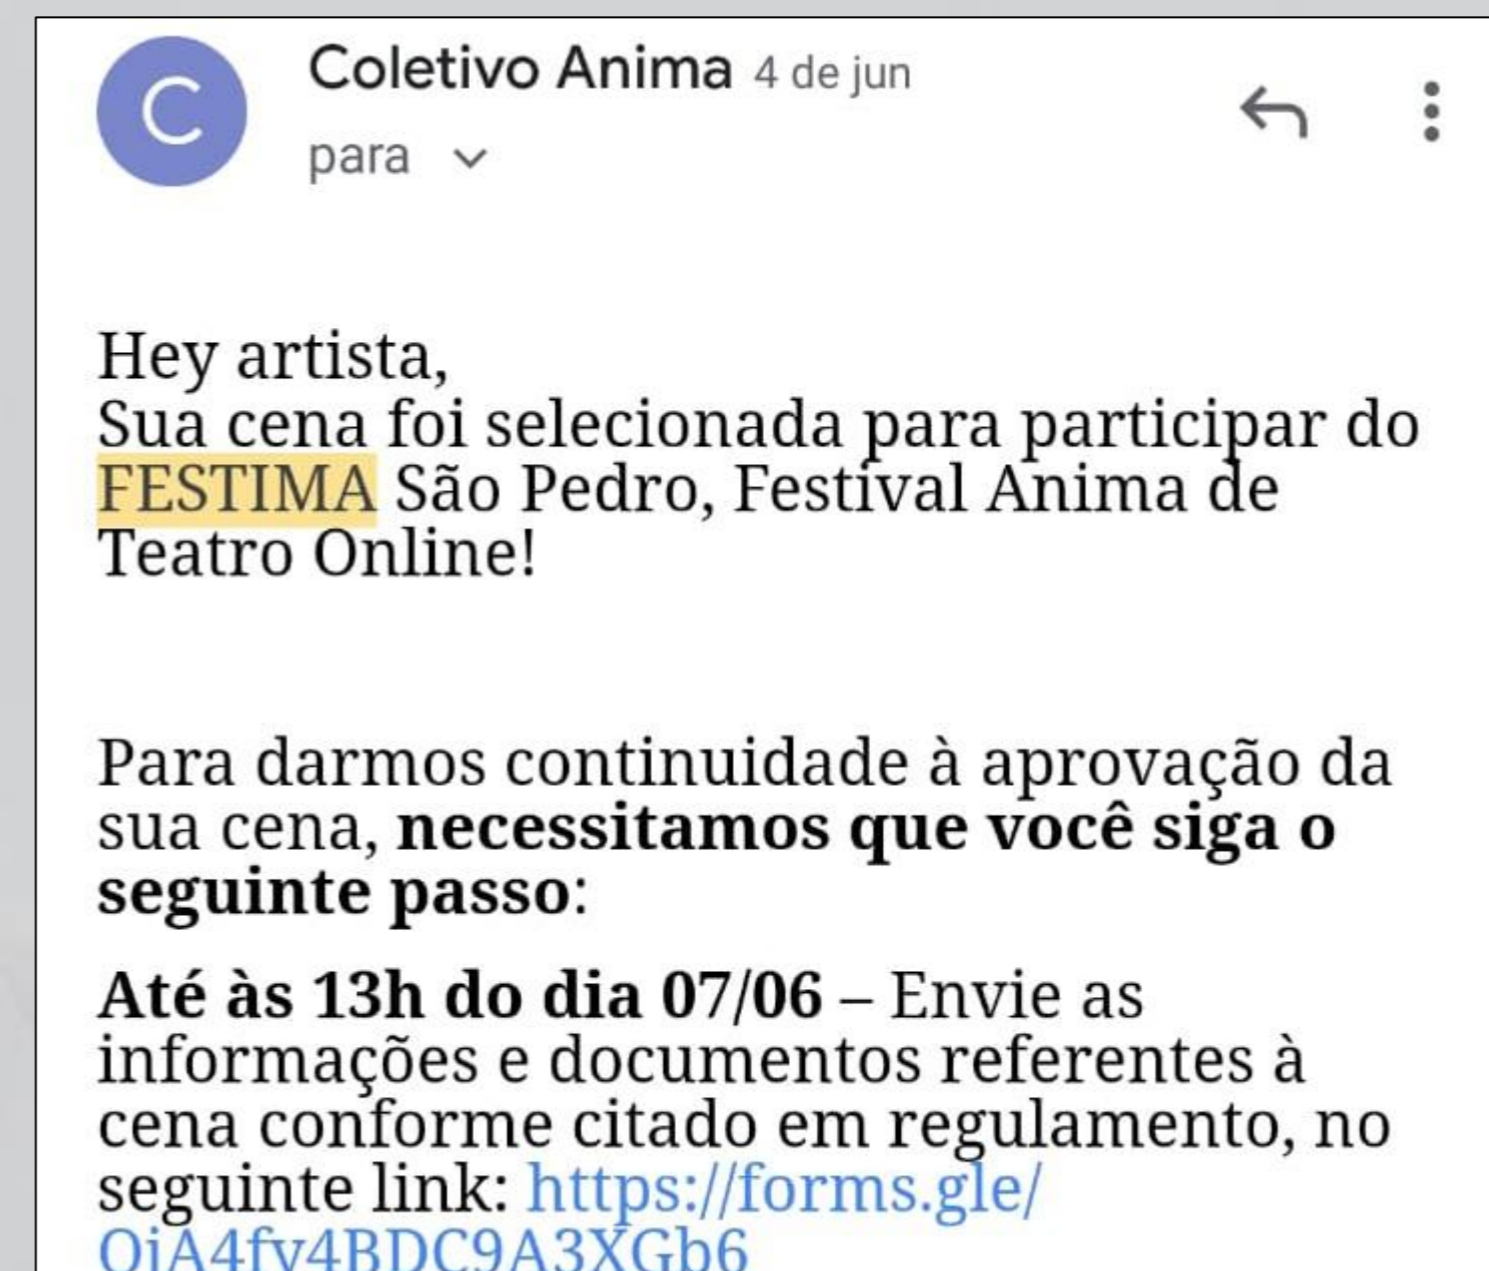 C
Coletivo Anima 4 de jun
para
Hey artista,
Sua cena foi selecionada para participar do
FESTIMA São Pedro, Festival Anima de
Teatro Online!
Para darmos continuidade à aprovação da
sua cena, necessitamos que você siga o
seguinte passo:
Até às 13h do dia 07/06 – Envie as
informações e documentos referentes à
cena conforme citado em regulamento, no
seguinte link: https://forms.gle/